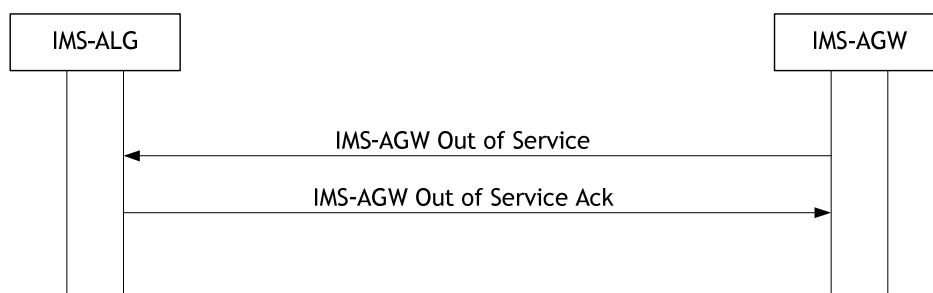 IMS-ALG
IMS-AGW
IMS-AGW Out of Service
IMS-AGW Out of Service Ack